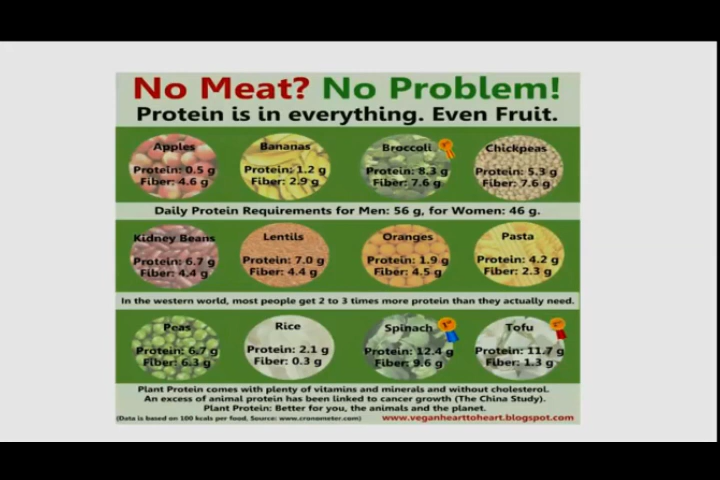 No Meat? No Problem!
Protein is in everything. Even Fruit.
Apples
Protein: 0.5 g
Fiber: 4.6 g
Bananas
Protein: 1.2 g
Fiber: 2.9 g
Broccoli
Protein: 8.3 g
Fiber: 7.6 g
Chickpeas
Protein: 5.3 g
Fiber: 7.6 g
Daily Protein Requirements for Men: 56 g, for Women: 46 g.
Kidney Beans
Protein: 6.7 g
Fiber: 4.4 g
Lentils
Protein: 7.0 g
Fiber: 4.4 g
Oranges
Protein: 1.9 g
Fiber: 4.5 g
Pasta
Protein: 4.2 g
Fiber: 2.3 g
In the western world, most people get 2 to 3 times more protein than they actually need.
Peas
Protein: 6.7 g
Fiber: 6.3 g
Rice
Protein: 2.1 g
Fiber: 0.3 g
Spinach
Protein: 12.4 g
Fiber: 9.6 g
Tofu
Protein: 11.7 g
Fiber: 1.3 g
Plant Protein comes with plenty of vitamins and minerals and without cholesterol.
An excess of animal protein has been linked to cancer growth (The China Study).
Plant Protein: Better for you, the animals and the planet.
(Data is based on 100 kcals per food, Source: www.cronometer.com)
www.veganhearttoheart.blogspot.com